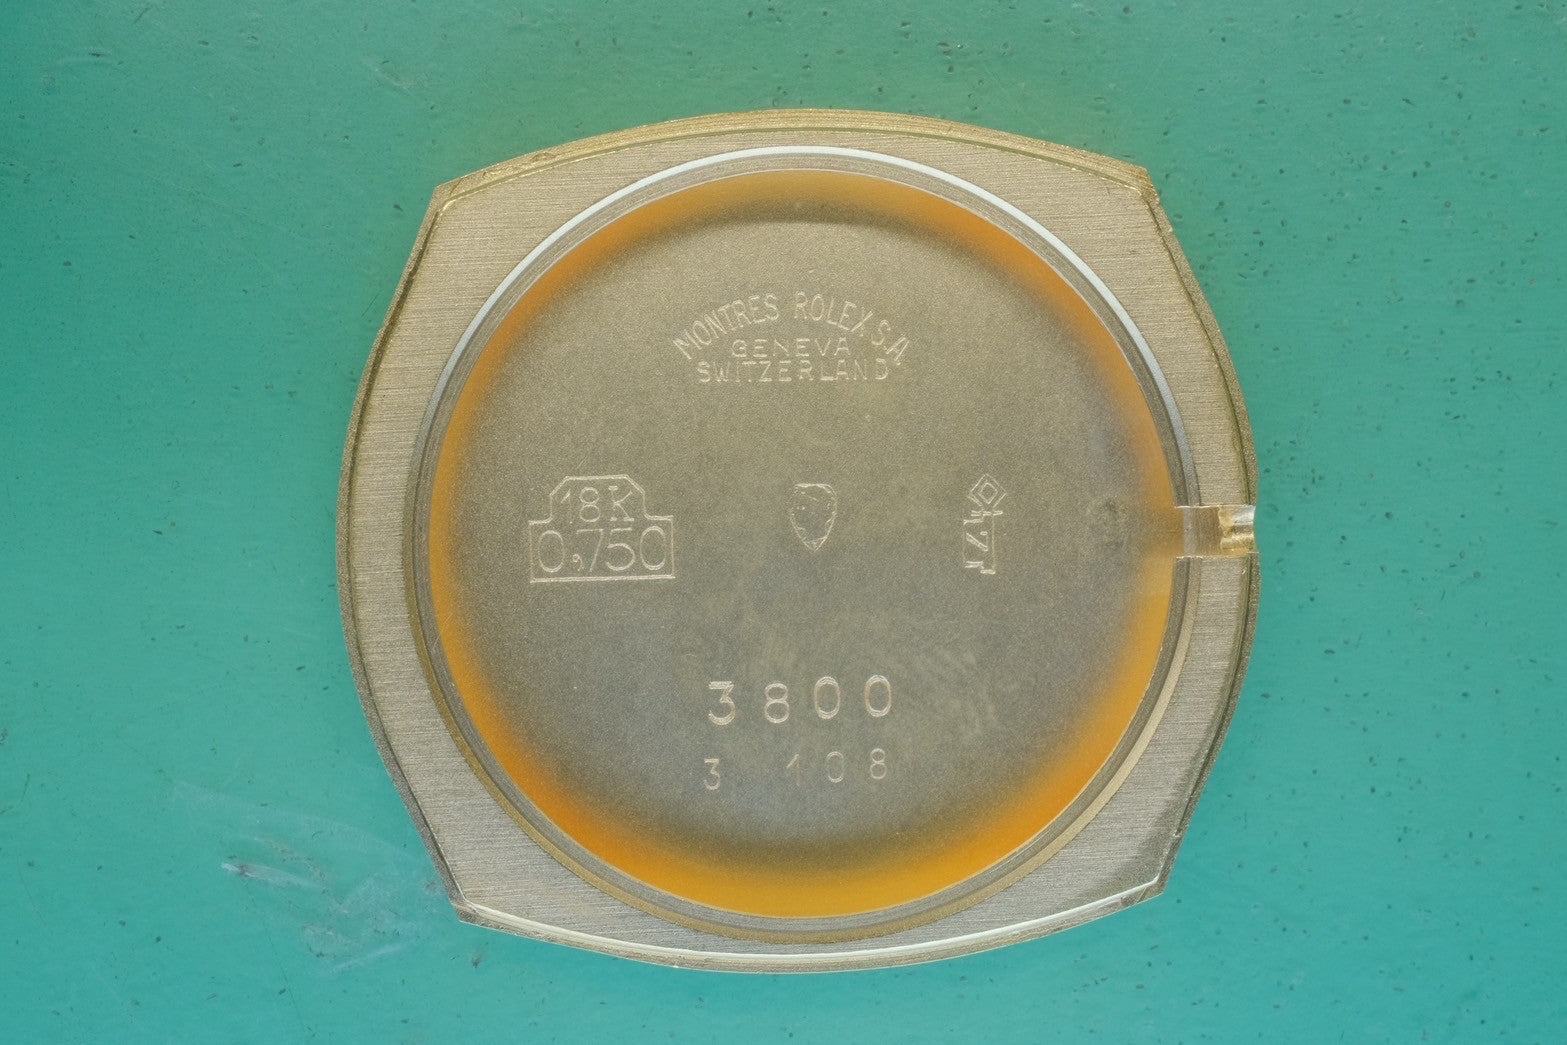 MONTRES ROLEX S.A
GENEVA
SWITZERLAND
18K
0,750
3800
3 108